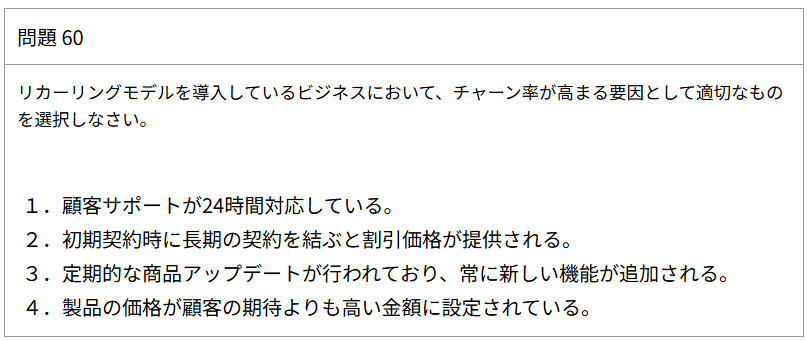 問題 60
リカーリングモデルを導入しているビジネスにおいて、チャーン率が高まる要因として適切なもの
を選択しなさい。
１．顧客サポートが24時間対応している。
２．初期契約時に長期の契約を結ぶと割引価格が提供される。
３．定期的な商品アップデートが行われており、常に新しい機能が追加される。
４．製品の価格が顧客の期待よりも高い金額に設定されている。